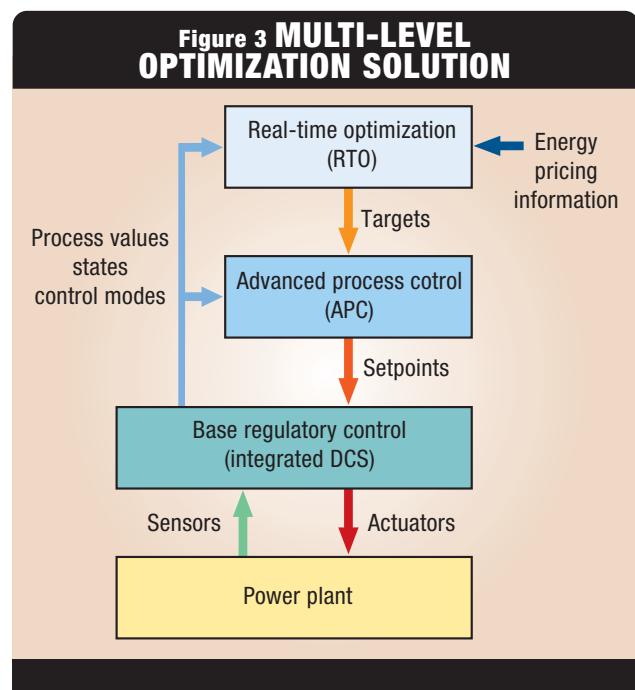 Figure 3 MULTI-LEVEL
OPTIMIZATION SOLUTION
Real-time optimization
(RTO)
Energy
pricing
information
Targets
Process values
states
control modes
Advanced process cotrol
(APC)
Setpoints
Base regulatory control
(integrated DCS)
Sensors
Actuators
Power plant